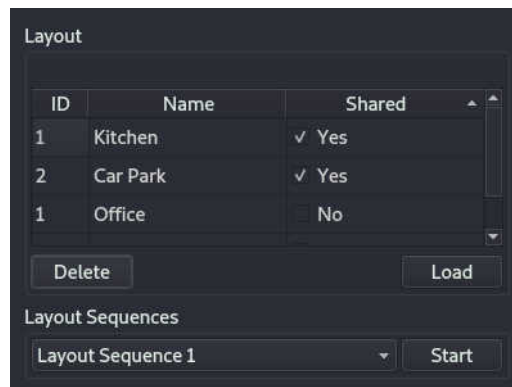 Layout
ID Name Shared
1 Kitchen Yes
2 Car Park Yes
1 Office No
Delete Load
Layout Sequences
Layout Sequence 1 Start